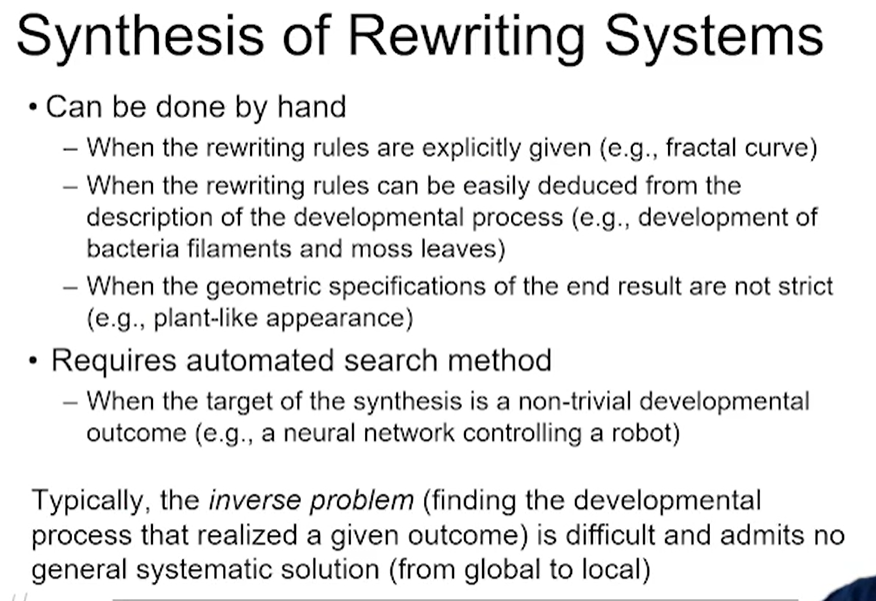 Synthesis of Rewriting Systems
• Can be done by hand
– When the rewriting rules are explicitly given (e.g., fractal curve)
– When the rewriting rules can be easily deduced from the
description of the developmental process (e.g., development of
bacteria filaments and moss leaves)
– When the geometric specifications of the end result are not strict
(e.g., plant-like appearance)
• Requires automated search method
– When the target of the synthesis is a non-trivial developmental
outcome (e.g., a neural network controlling a robot)
Typically, the inverse problem (finding the developmental
process that realized a given outcome) is difficult and admits no
general systematic solution (from global to local)